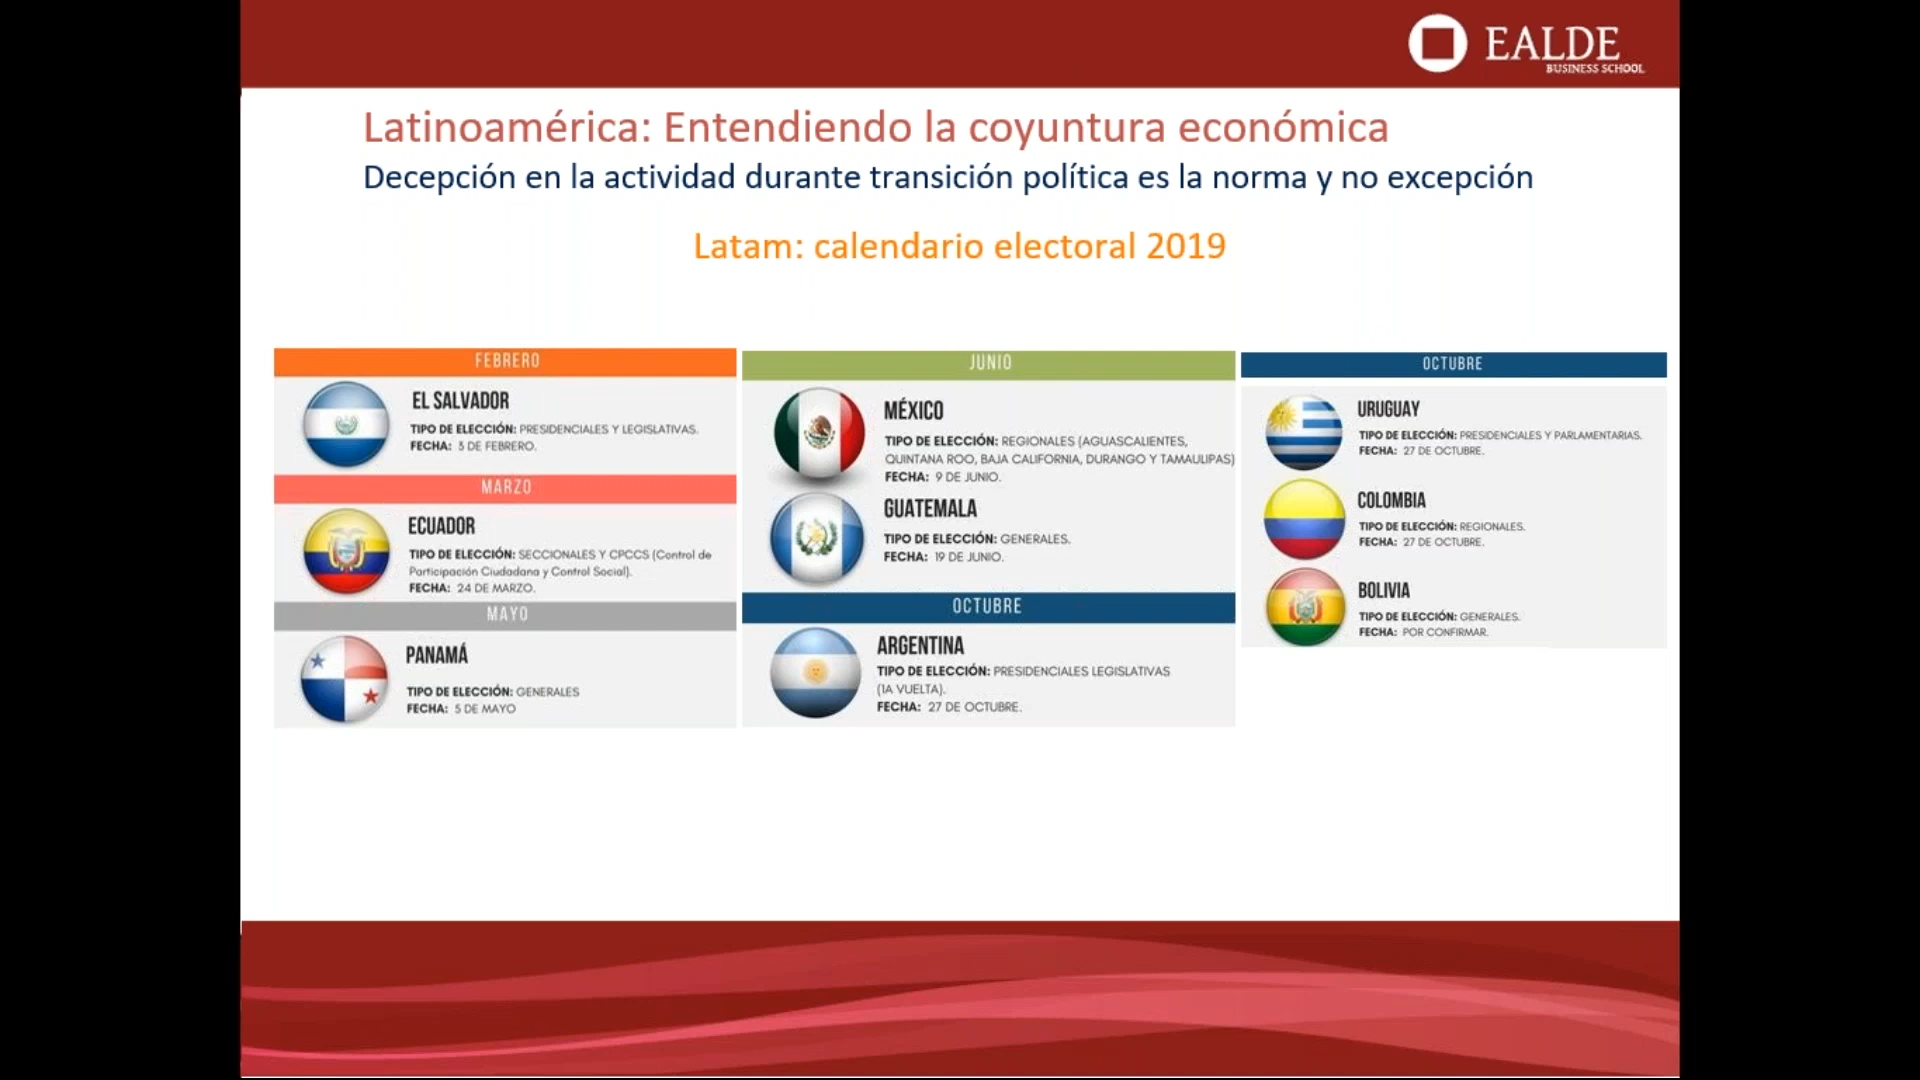 EALDE
BUSINESS SCHOOL
Latinoamérica: Entendiendo la coyuntura económica
Decepción en la actividad durante transición política es la norma y no excepción
Latam: calendario electoral 2019
FEBRERO
EL SALVADOR
TIPO DE ELECCIÓN: PRESIDENCIALES Y LEGISLATIVAS.
FECHA: 3 DE FEBRERO.
MARZO
ECUADOR
TIPO DE ELECCIÓN: SECCIONALES Y CPCCS (Control de
Participación Ciudadana y Control Social).
FECHA: 24 DE MARZO.
MAYO
PANAMÁ
TIPO DE ELECCIÓN: GENERALES
FECHA: 5 DE MAYO
JUNIO
MÉXICO
TIPO DE ELECCIÓN: REGIONALES (AGUASCALIENTES,
QUINTANA ROO, BAJA CALIFORNIA, DURANGO Y TAMAULIPAS)
FECHA: 9 DE JUNIO.
GUATEMALA
TIPO DE ELECCIÓN: GENERALES.
FECHA: 19 DE JUNIO.
OCTUBRE
ARGENTINA
TIPO DE ELECCIÓN: PRESIDENCIALES LEGISLATIVAS
(1A VUELTA).
FECHA: 27 DE OCTUBRE.
OCTUBRE
URUGUAY
TIPO DE ELECCIÓN: PRESIDENCIALES Y PARLAMENTARIAS.
FECHA: 27 DE OCTUBRE.
COLOMBIA
TIPO DE ELECCIÓN: REGIONALES.
FECHA: 27 DE OCTUBRE.
BOLIVIA
TIPO DE ELECCIÓN: GENERALES.
FECHA: POR CONFIRMAR.